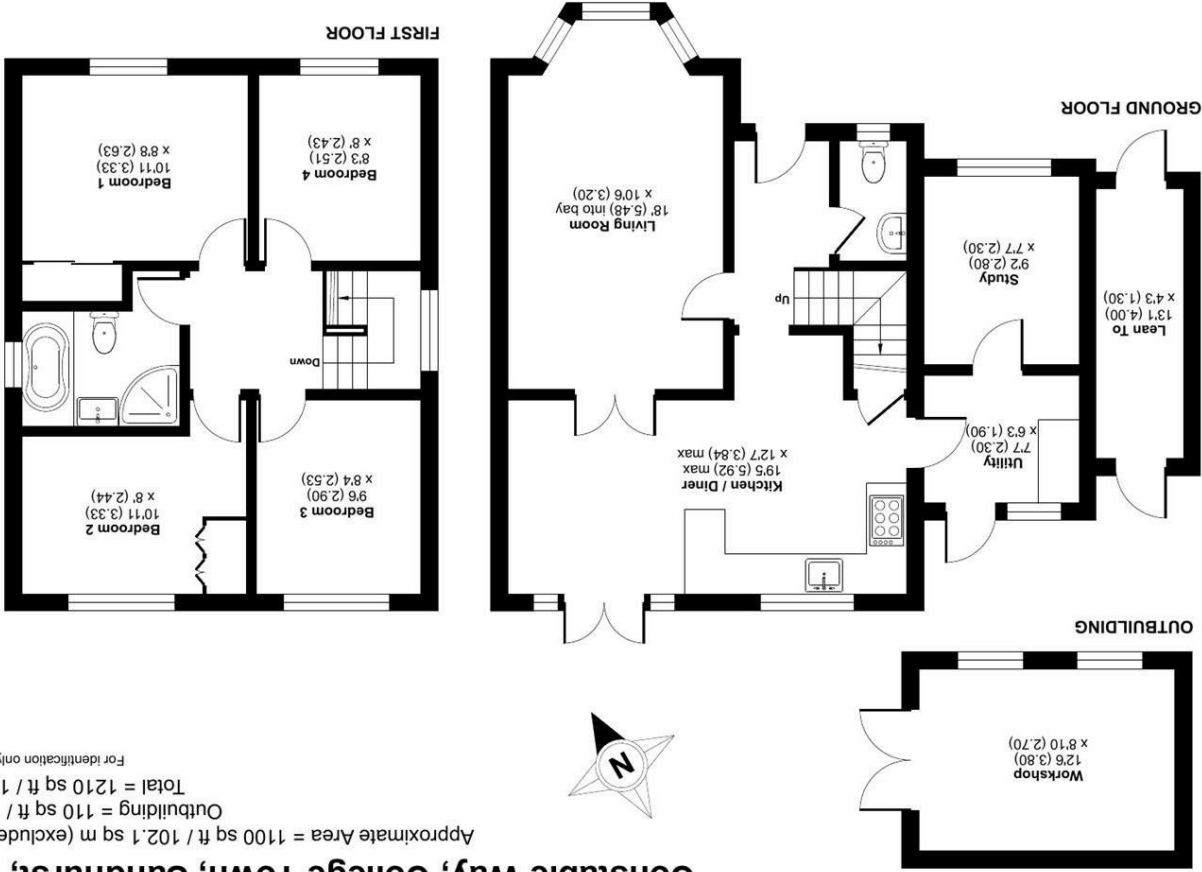 Constable Way, College Town, Sandhurst,
Approximate Area = 1100 sq ft / 102.1 sq m (exclude
Outbuilding = 110 sq ft /
Total = 1210 sq ft / 1
For identification only
Workshop
12'6 (3.80)
x 8'10 (2.70)
OUTBUILDING
N
Utility
7'7 (2.30)
x 6'3 (1.90)
Kitchen / Diner
19'5 (5.92) max
x 12'7 (3.84) max
Lean To
13'1 (4.00)
x 4'3 (1.30)
Study
9'2 (2.80)
x 7'7 (2.30)
Up
Living Room
18' (5.48) into bay
x 10'6 (3.20)
GROUND FLOOR
Bedroom 3
9'6 (2.90)
x 8'4 (2.53)
Bedroom 2
10'11 (3.33)
x 8' (2.44)
Down
Bedroom 4
8'3 (2.51)
x 8' (2.43)
Bedroom 1
10'11 (3.33)
x 8'8 (2.63)
FIRST FLOOR